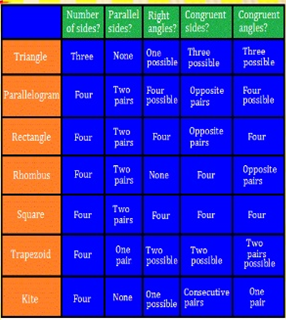 Number of sides? Parallel sides? Right angles? Congruent sides? Congruent angles?
Triangle Three None One possible Three possible Three possible
Parallelogram Four Two pairs Four possible Opposite pairs Four possible
Rectangle Four Two pairs Four Opposite pairs Four
Rhombus Four Two pairs None Four Opposite pairs
Square Four Two pairs Four Four Four
Trapezoid Four One pair Two possible Two possible Two pairs possible
Kite Four None One possible Consecutive pairs One pair